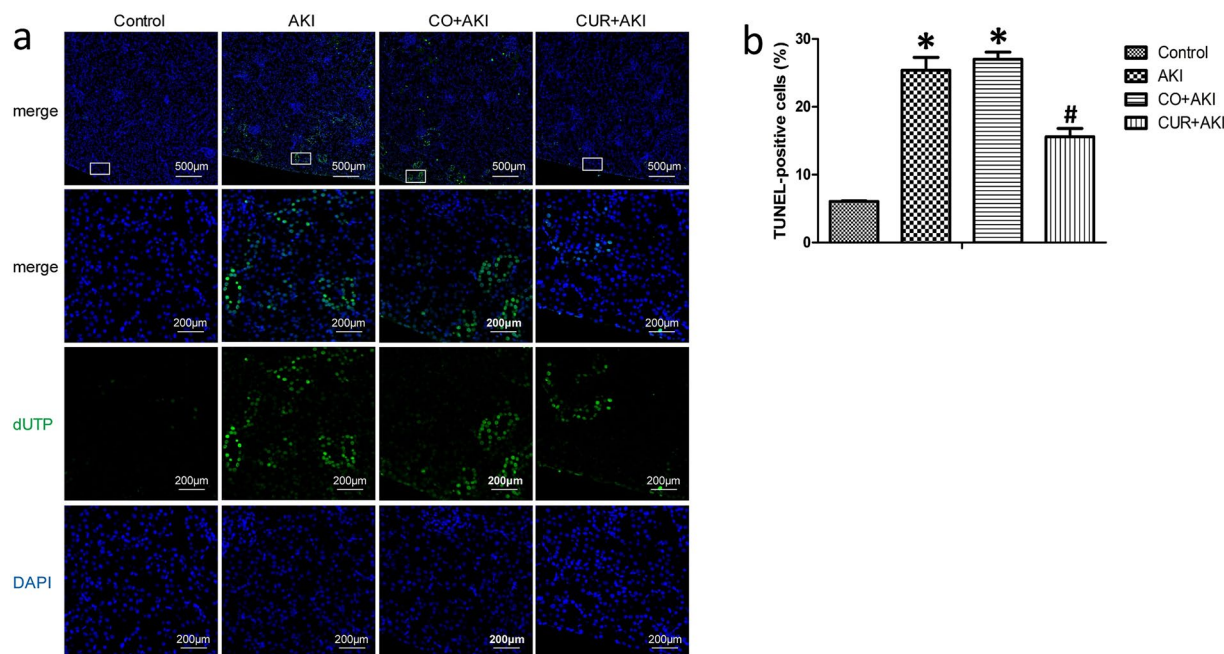 a
Control AKI CO+AKI CUR+AKI
merge
500µm 500µm 500µm 500µm
merge
200µm 200µm 200µm 200µm
dUTP
200µm 200µm 200µm 200µm
DAPI
200µm 200µm 200µm 200µm
b
TUNEL-positive cells (%)
30
20
10
0
* * #
Control
AKI
CO+AKI
CUR+AKI